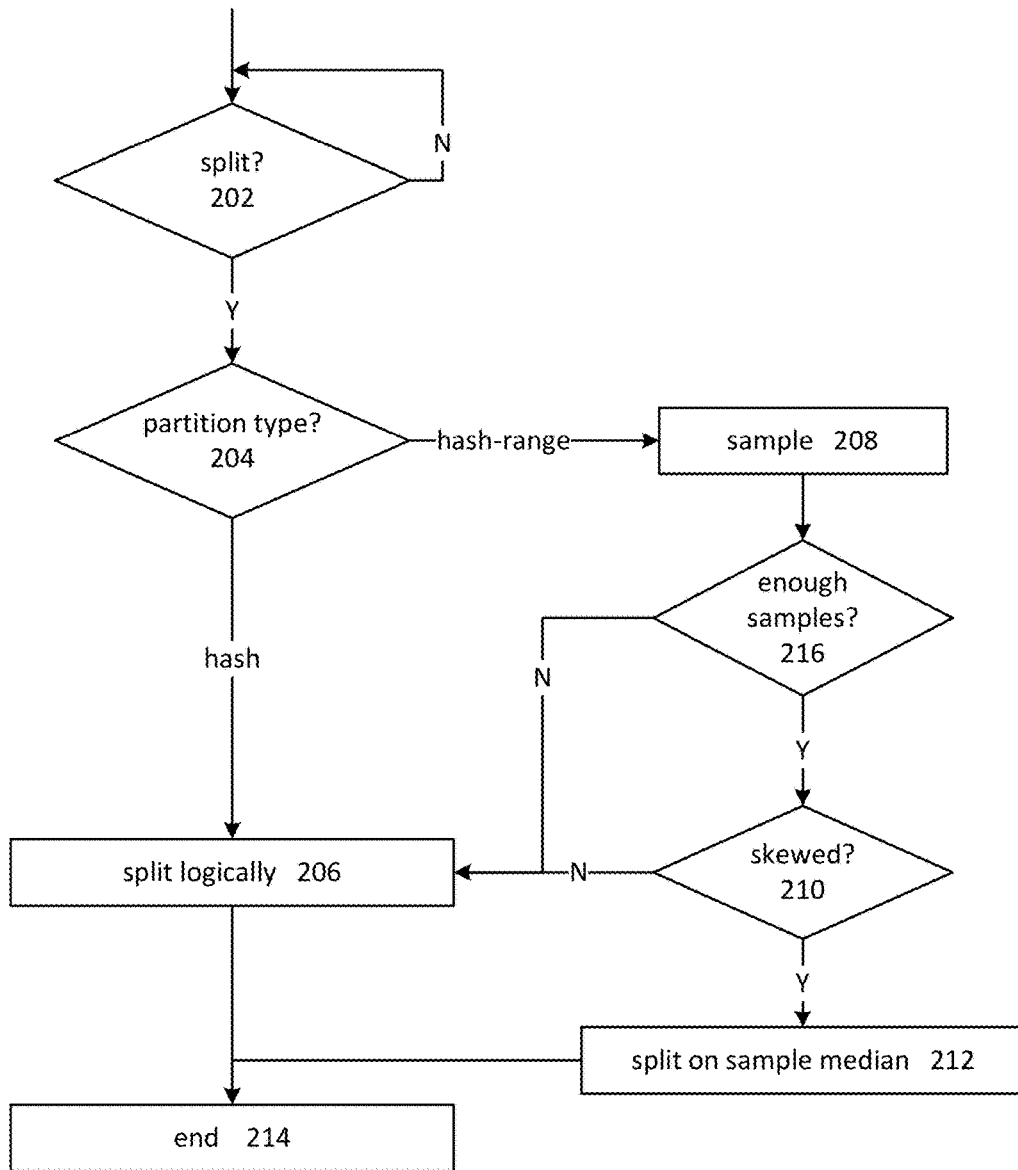 split?
202
N
Y
partition type?
204
hash-range
sample 208
enough
samples?
216
N
Y
hash
split logically 206
N
skewed?
210
Y
split on sample median 212
end 214